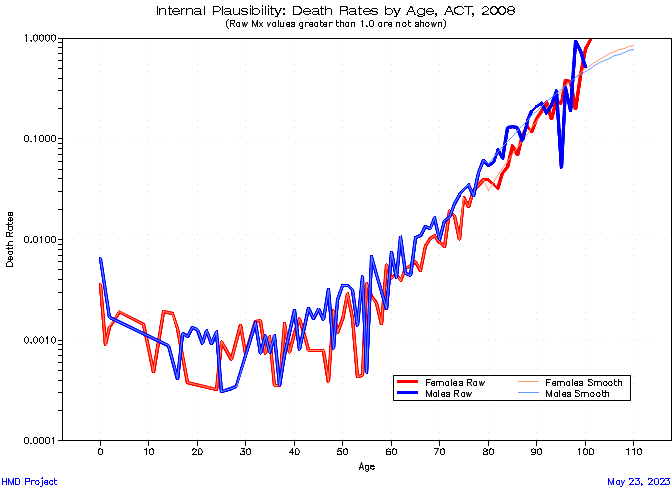 Internal Plausibility: Death Rates by Age, ACT, 2008
(Raw Mx values greater than 1.0 are not shown)
1.0000
0.1000
0.0100
0.0010
0.0001
Death Rates
0 10 20 30 40 50 60 70 80 90 100 110
Age
Females Raw Females Smooth
Males Raw Males Smooth
HMD Project May 23, 2023